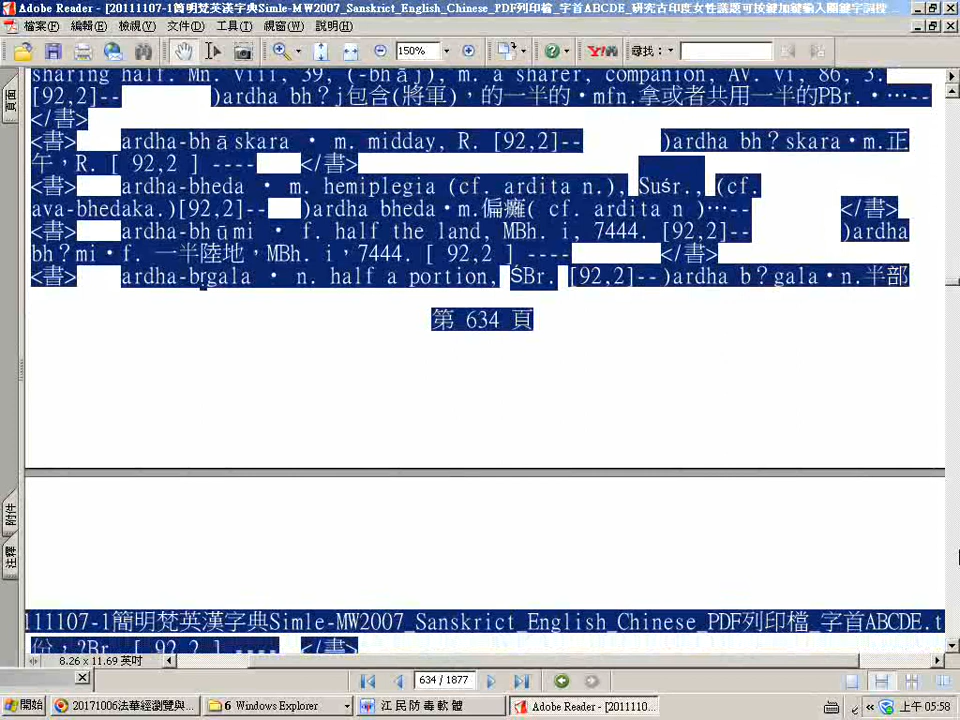 Adobe Reader - [20111107-1簡明梵英漢字典Simle-MW2007_Sanskrict_English_Chinese_PDF列印檔_字首ABCDE_研究古印度女性議題可按鍵加鍵輸入關鍵字詞搜
檔案(F) 編輯(E) 檢視(V) 文件(D) 工具(T) 視窗(W) 說明(H)
150% 尋找:
頁面
sharing half. Mn. viii, 39, (-bhāj), m. a sharer, companion, AV. vi, 86, 3.
[92,2]-- )ardha bh？j包含(將軍)，的一半的‧mfn.拿或者共用一半的PBr.‧…--
</書>
<書> ardha-bhāskara ‧ m. midday, R. [92,2]-- )ardha bh？skara‧m.正
午，R. [ 92,2 ] ---- </書>
<書> ardha-bheda ‧ m. hemiplegia (cf. ardita n.), Suśr., (cf.
ava-bhedaka.)[92,2]-- )ardha bheda‧m.偏癱( cf. ardita n )…-- </書>
<書> ardha-bhūmi ‧ f. half the land, MBh. i, 7444. [92,2]-- )ardha
bh？mi‧f. 一半陸地，MBh. i，7444. [ 92,2 ] ---- </書>
<書> ardha-bṛgala ‧ n. half a portion, ŚBr. [92,2]--)ardha b？gala‧n.半部
第 634 頁
附件
注釋
111107-1簡明梵英漢字典Simle-MW2007_Sanskrict_English_Chinese_PDF列印檔_字首ABCDE.t
份，?Br. [ 92,2 ] ---- </書>
8.26 x 11.69 英吋
634 / 1877
開始 20171006法華經瀏覽與... 6 Windows Explorer 江民防毒軟體 Adobe Reader - [2011110... 上午 05:58